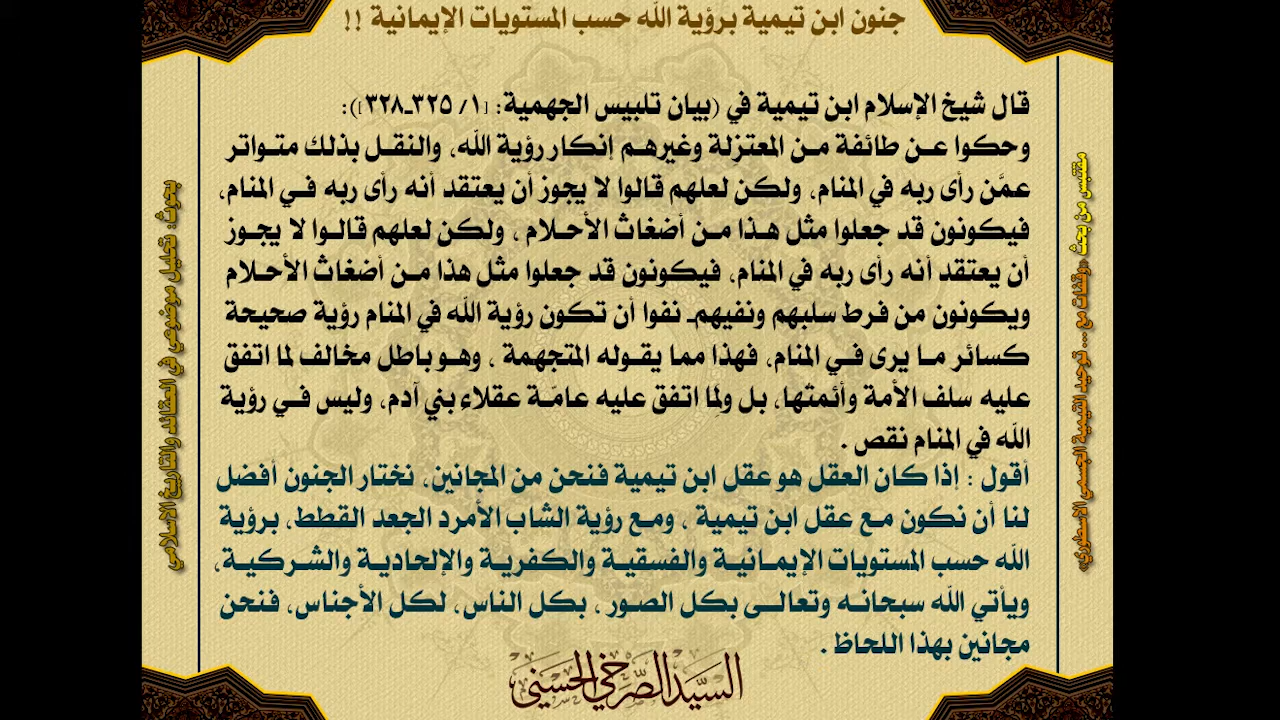 جنون ابن تيمية برؤية الله حسب المستويات الإيمانية !!
قال شيخ الإسلام ابن تيمية في (بيان تلبيس الجهمية: [١/ ٣٢٥ـ٣٢٨]):
وحكوا عن طائفة من المعتزلة وغيرهم إنكار رؤية الله، والنقل بذلك متواتر
عمَّن رأى ربه في المنام، ولكن لعلهم قالوا لا يجوز أن يعتقد أنه رأى ربه في المنام،
فيكونون قد جعلوا مثل هذا من أضغاث الأحلام ، ولكن لعلهم قالوا لا يجوز
أن يعتقد أنه رأى ربه في المنام، فيكونون قد جعلوا مثل هذا من أضغاث الأحلام
ويكونون من فرط سلبهم ونفيهمـ نفوا أن تكون رؤية الله في المنام رؤية صحيحة
كسائر ما يرى في المنام، فهذا مما يقوله المتجهمة ، وهو باطل مخالف لما اتفق
عليه سلف الأمة وأئمتها، بل ولما اتفق عليه عامّة عقلاء بني آدم، وليس في رؤية
الله في المنام نقص .
أقول : إذا كان العقل هو عقل ابن تيمية فنحن من المجانين، نختار الجنون أفضل
لنا أن نكون مع عقل ابن تيمية ، ومع رؤية الشاب الأمرد الجعد القطط، برؤية
الله حسب المستويات الإيمانية والفسقية والكفرية والإلحادية والشركية،
ويأتي الله سبحانه وتعالى بكل الصور ، بكل الناس، لكل الأجناس، فنحن
مجانين بهذا اللحاظ .
السيد الصرخي الحسني
مقتبس من بحث «وقفات مع ... توحيد التيمية الجسمي الاسطوري»
بحوث: تحليل موضوعي في العقائد والتاريخ الاسلامي